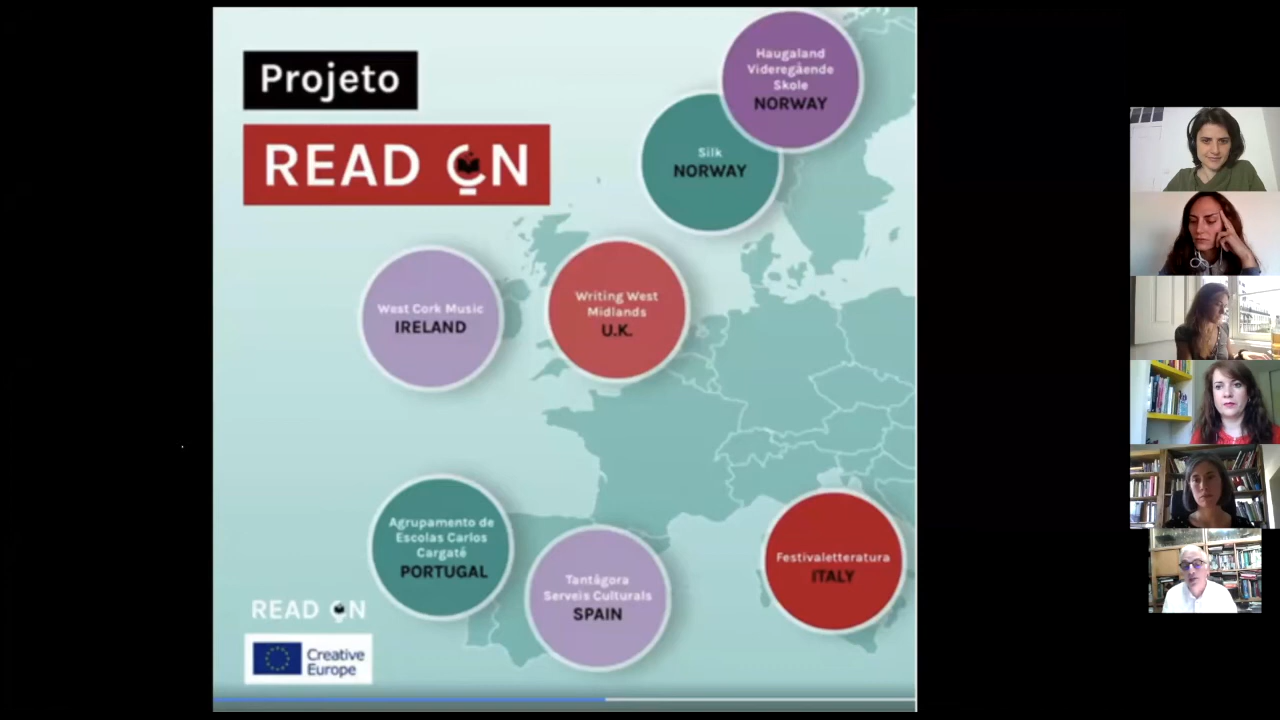 Projeto
READ ON
Haugaland
Videregående
Skole
NORWAY
Silk
NORWAY
West Cork Music
IRELAND
Writing West
Midlands
U.K.
Agrupamento de
Escolas Carlos
Cargaté
PORTUGAL
Tantàgora
Serveis Culturals
SPAIN
Festivaletteratura
ITALY
READ ON
Creative
Europe